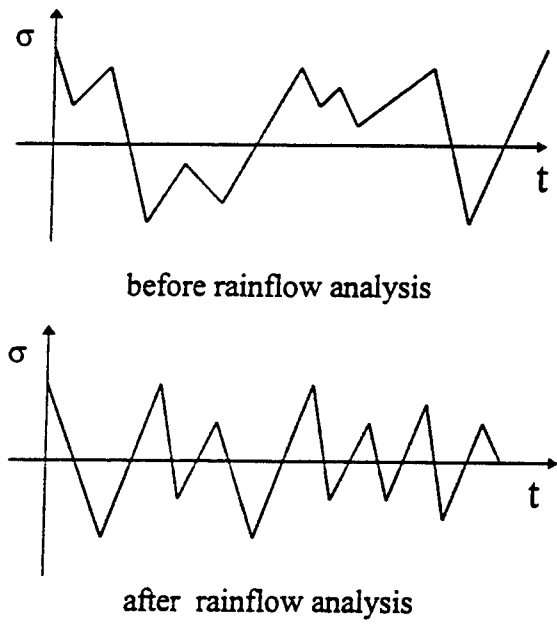 σ
t
before rainflow analysis
σ
t
after rainflow analysis